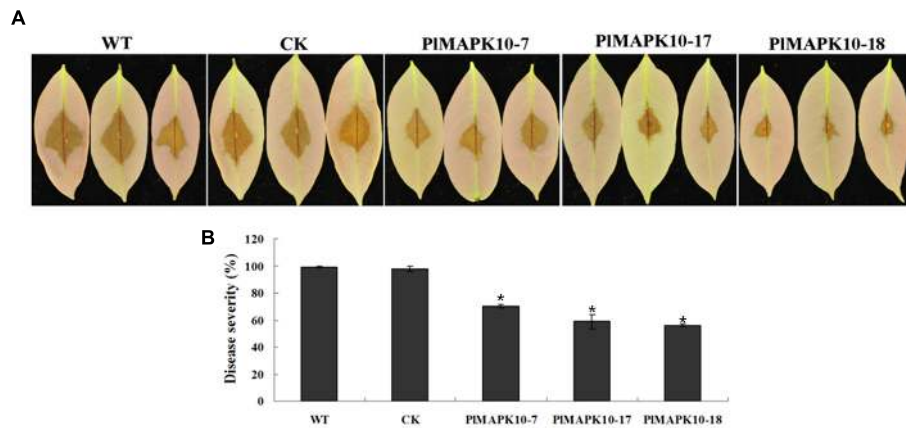 A
WT CK PlMAPK10-7 PlMAPK10-17 PlMAPK10-18
B
Disease severity (%)
120
100
80
60
40
20
0
* * *
WT CK PlMAPK10-7 PlMAPK10-17 PlMAPK10-18